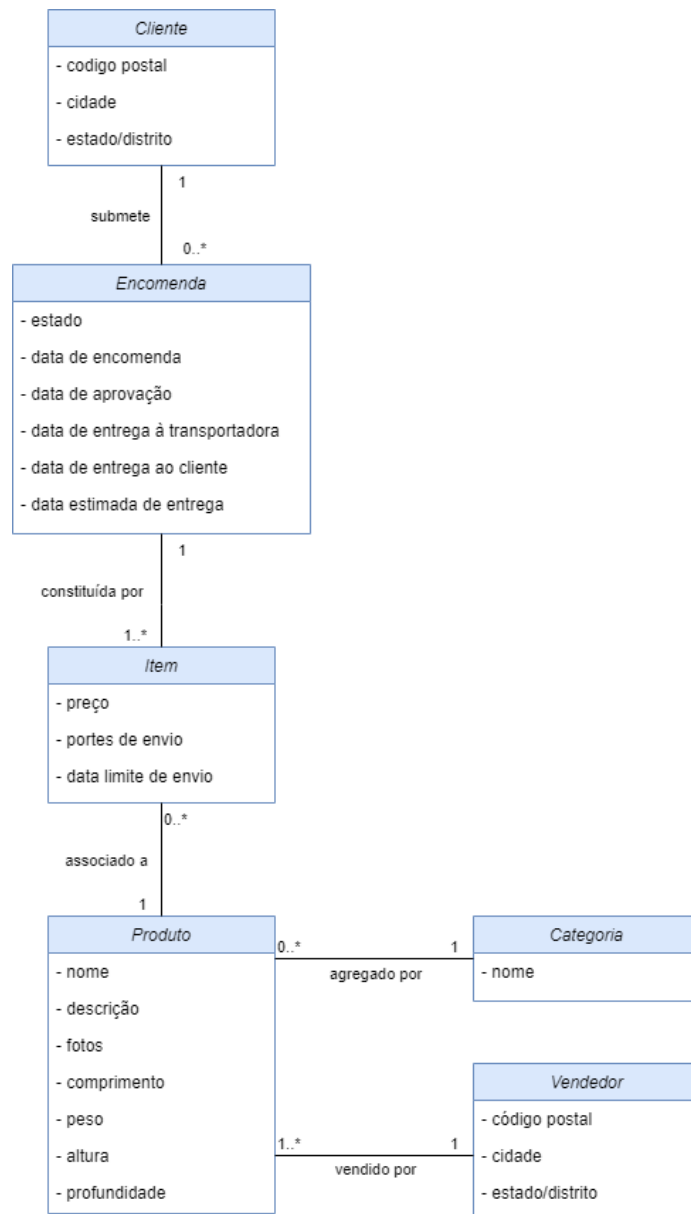 Cliente
- codigo postal
- cidade
- estado/distrito
1
submete
0..*
Encomenda
- estado
- data de encomenda
- data de aprovação
- data de entrega à transportadora
- data de entrega ao cliente
- data estimada de entrega
1
constituída por
1..*
Item
- preço
- portes de envio
- data limite de envio
0..*
associado a
1
Produto
- nome
- descrição
- fotos
- comprimento
- peso
- altura
- profundidade
0..*
1
agregado por
Categoria
- nome
1..*
1
vendido por
Vendedor
- código postal
- cidade
- estado/distrito